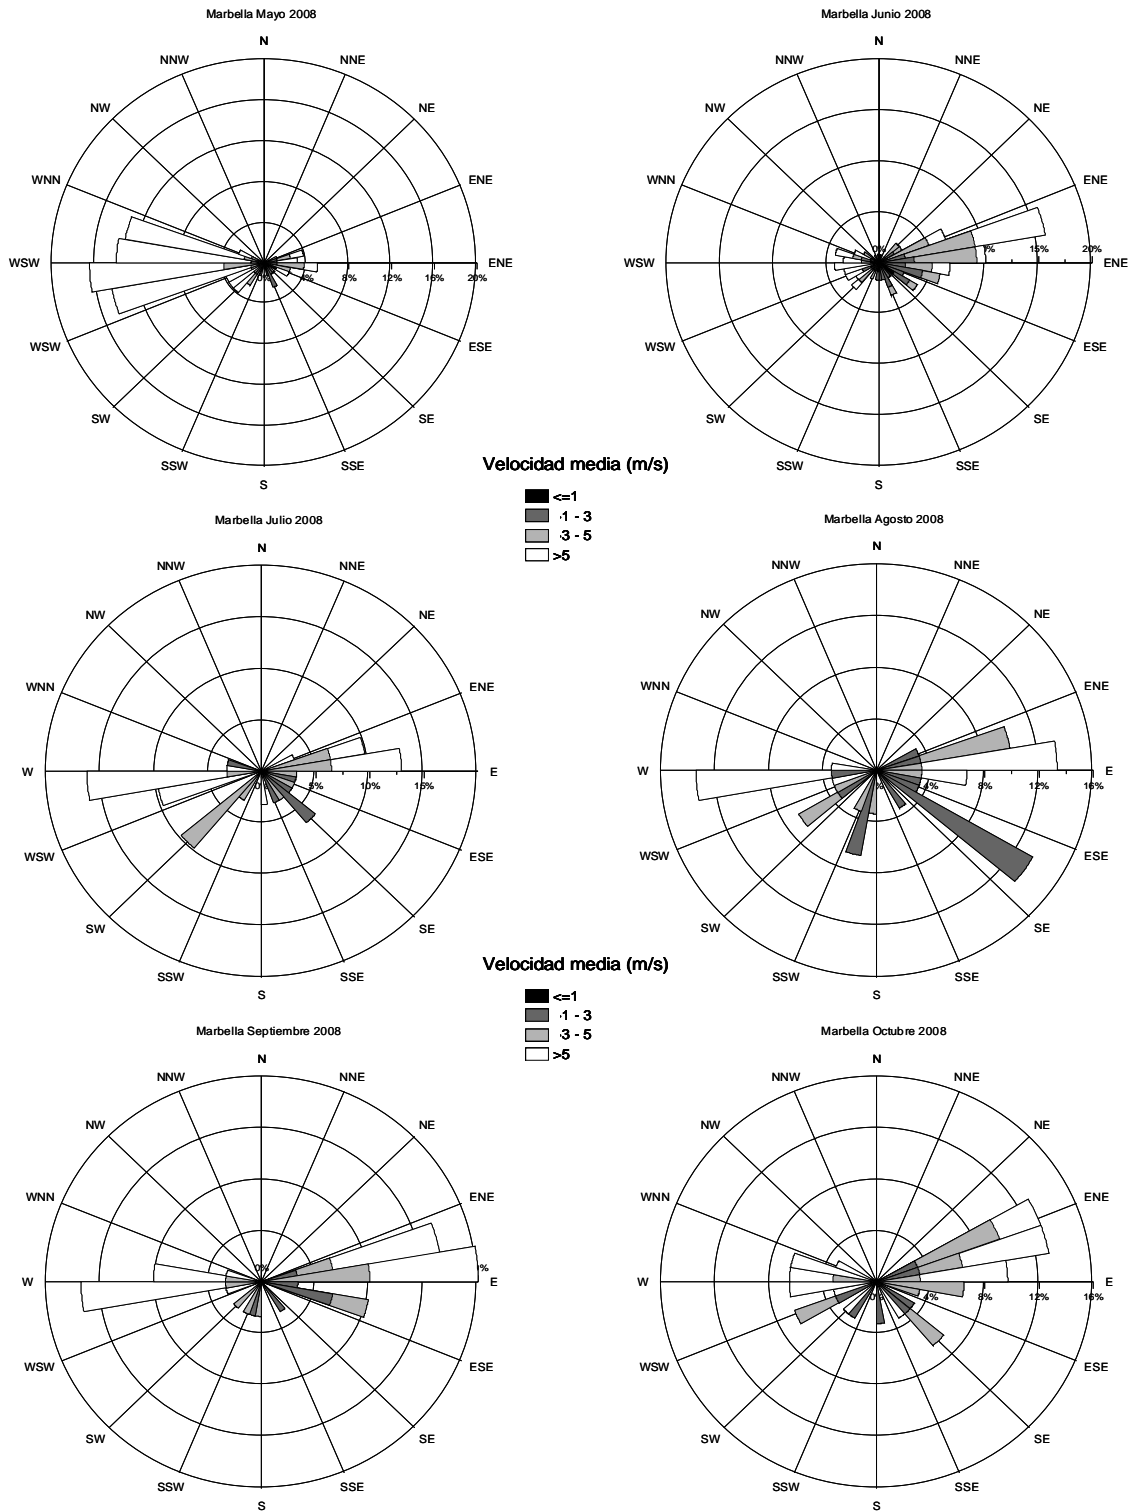 Marbella Mayo 2008
N
NNW
NNE
NW
NE
WNN
ENE
WSW
ENE
0%
4%
8%
12%
16%
20%
WSW
ESE
SW
SE
SSW
SSE
S
Marbella Junio 2008
N
NNW
NNE
NW
NE
WNN
ENE
0%
15%
20%
WSW
ENE
WSW
ESE
SW
SE
SSW
SSE
S
Velocidad media (m/s)
<=1
1 - 3
3 - 5
>5
Marbella Julio 2008
N
NNW
NNE
NW
NE
WNN
ENE
W
E
5%
10%
15%
WSW
ESE
SW
SE
SSW
SSE
S
Marbella Agosto 2008
N
NNW
NNE
NW
NE
WNN
ENE
W
E
4%
8%
12%
16%
WSW
ESE
SW
SE
SSW
SSE
S
Velocidad media (m/s)
<=1
1 - 3
3 - 5
>5
Marbella Septiembre 2008
N
NNW
NNE
NW
NE
WNN
ENE
0%
W
E
WSW
ESE
SW
SE
SSW
SSE
S
Marbella Octubre 2008
N
NNW
NNE
NW
NE
WNN
ENE
W
E
0%
4%
8%
12%
16%
WSW
ESE
SW
SE
SSW
SSE
S